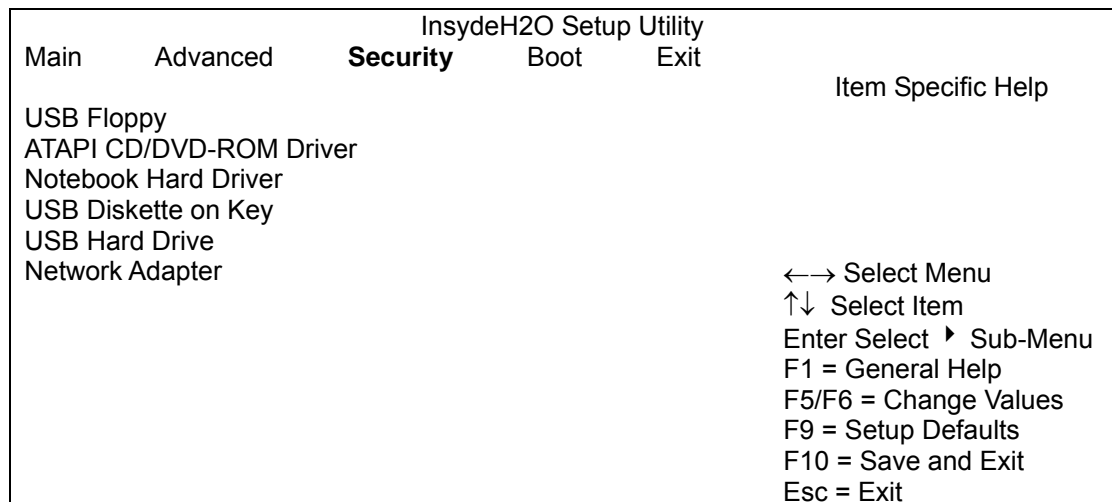 InsydeH2O Setup Utility
Main Advanced Security Boot Exit
Item Specific Help
USB Floppy
ATAPI CD/DVD-ROM Driver
Notebook Hard Driver
USB Diskette on Key
USB Hard Drive
Network Adapter
←→ Select Menu
↑↓ Select Item
Enter Select ▶ Sub-Menu
F1 = General Help
F5/F6 = Change Values
F9 = Setup Defaults
F10 = Save and Exit
Esc = Exit